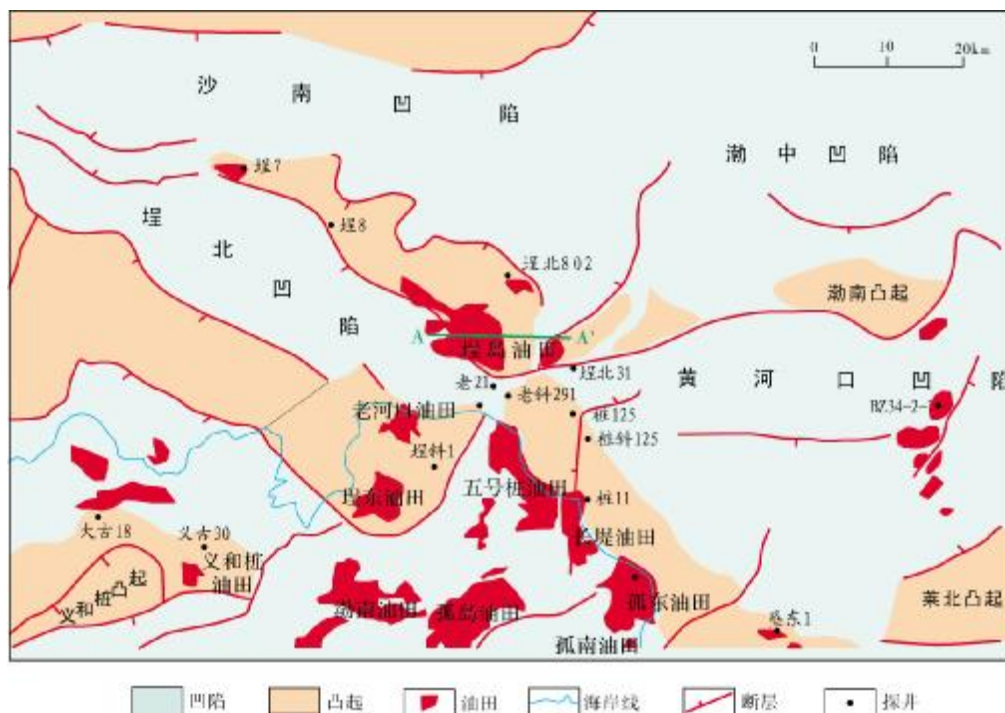 0 10 20km
沙南凹陷
渤中凹陷
埕7
埕北凹陷
埕8
埕北802
渤南凸起
A A'
埕岛油田
埕北31
黄河口凹陷
老21
老斜291
BZ34-2-1
老河口油田
桩125
桩斜125
埕斜1
五号桩油田
埕东油田
桩11
大古18
义古30
长堤油田
义和桩
油田
义和桩凸起
渤南油田
孤岛油田
孤东油田
莱北凸起
垦东1
孤南油田
凹陷 凸起 油田 海岸线 断层 探井